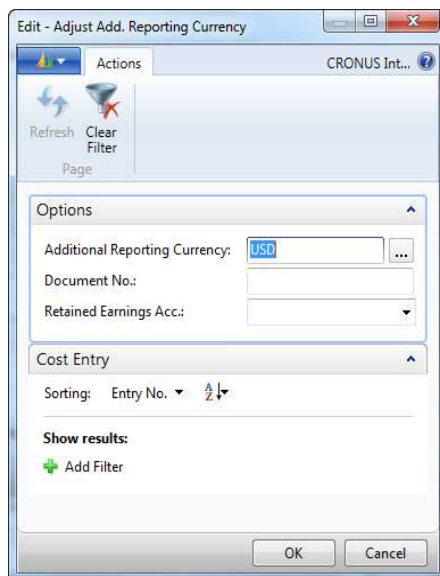 Edit - Adjust Add. Reporting Currency
Actions
CRONUS Int...
Refresh
Clear
Filter
Page
Options
Additional Reporting Currency:
USD
...
Document No.:
Retained Earnings Acc.:
Cost Entry
Sorting: Entry No.
A
Z
Show results:
Add Filter
OK
Cancel